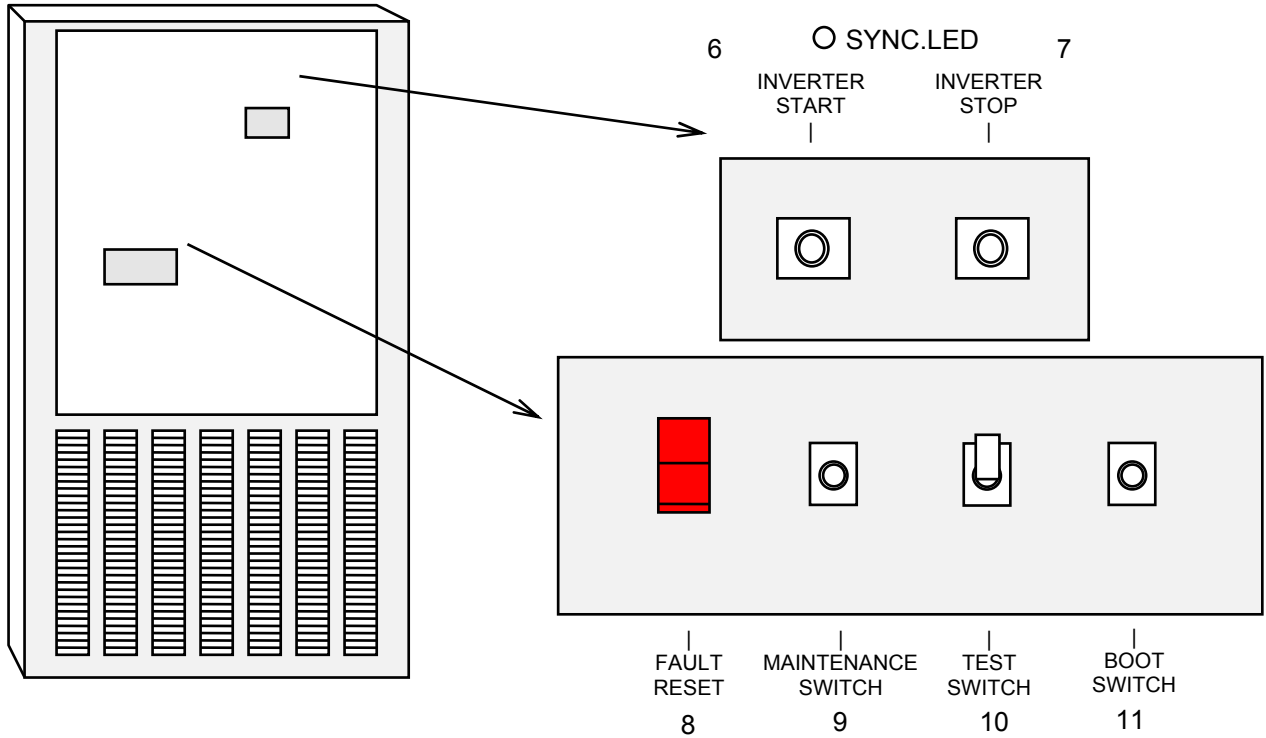 6
SYNC.LED
7
INVERTER
START
INVERTER
STOP
FAULT
RESET
MAINTENANCE
SWITCH
TEST
SWITCH
BOOT
SWITCH
8
9
10
11